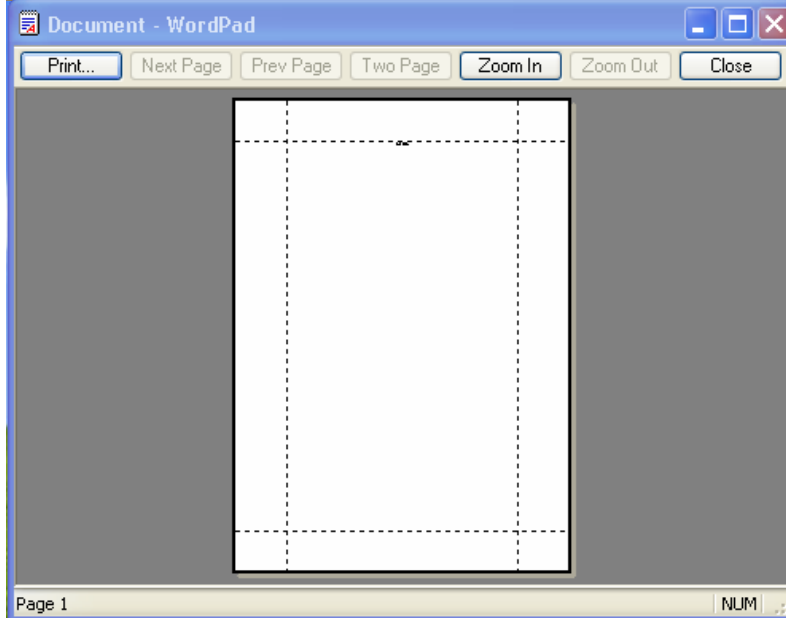 Document - WordPad
Print... Next Page Prev Page Two Page Zoom In Zoom Out Close
Page 1 NUM